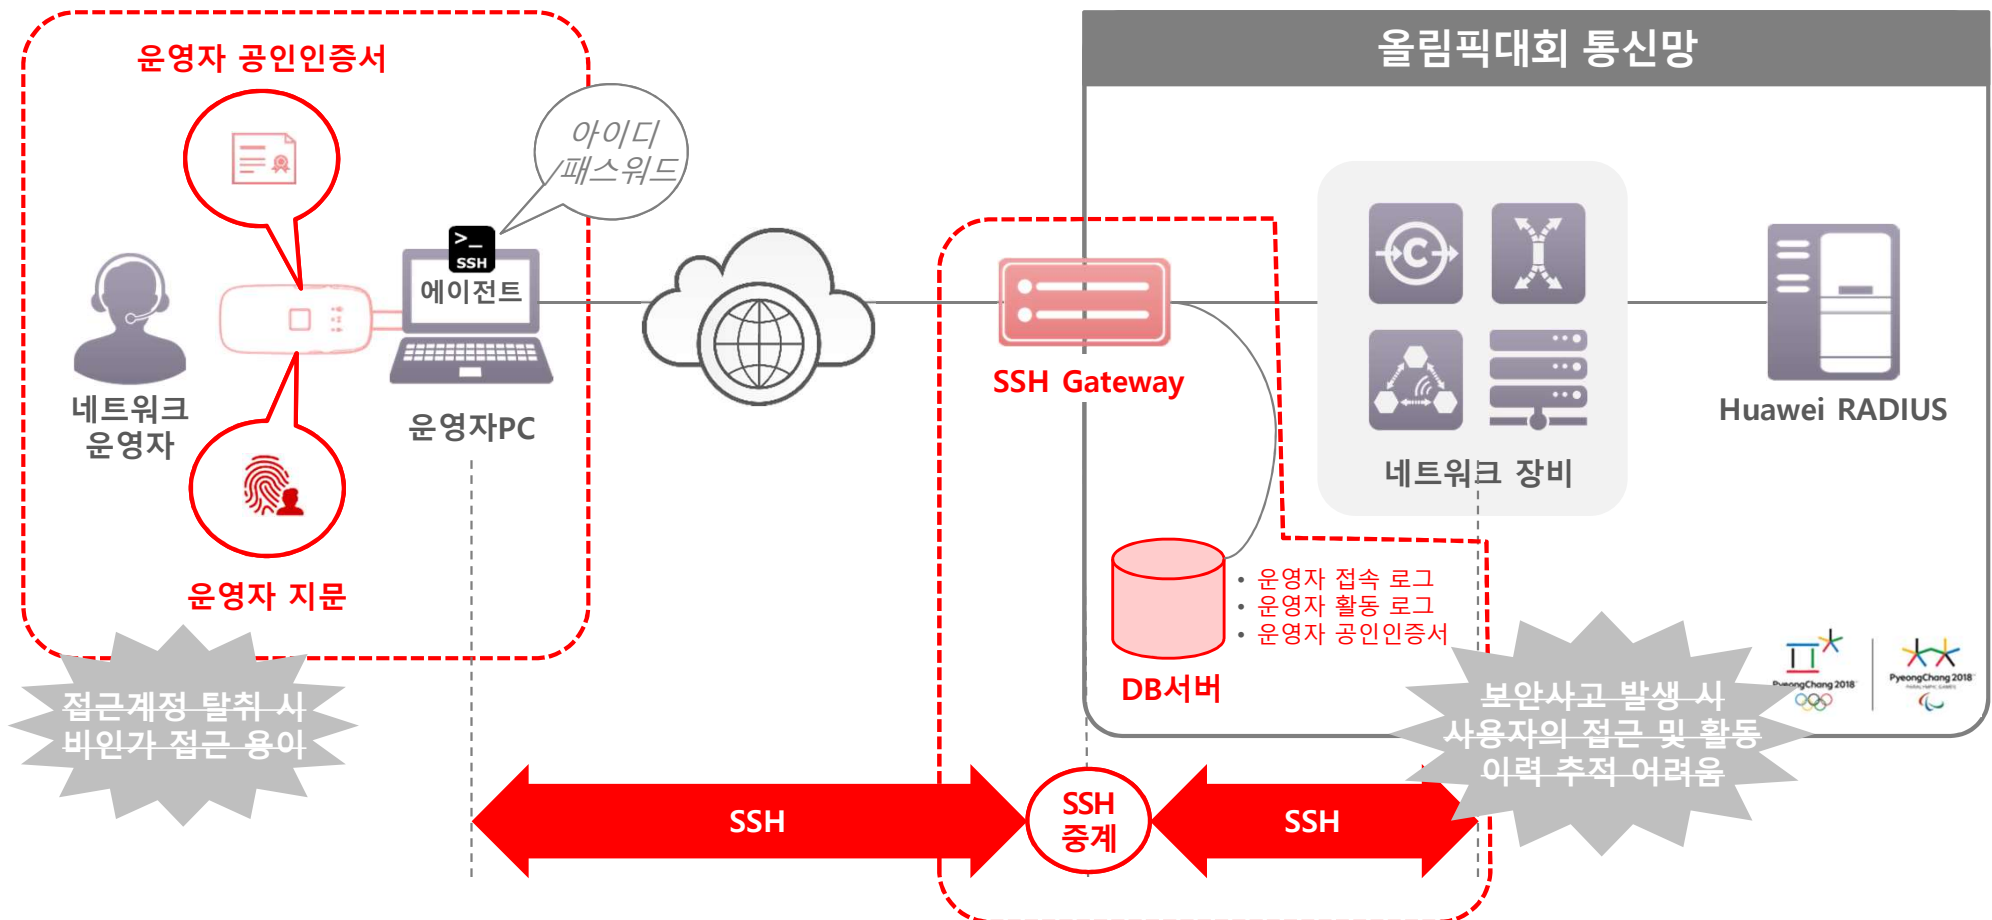 올림픽대회 통신망
운영자 공인인증서
아이디
/패스워드
>_
SSH
에이전트
네트워크
운영자
운영자PC
운영자 지문
SSH Gateway
네트워크 장비
Huawei RADIUS
C
DB서버
• 운영자 접속 로그
• 운영자 활동 로그
• 운영자 공인인증서
접근계정 탈취 시
비인가 접근 용이
보안사고 발생 시
사용자의 접근 및 활동
이력 추적 어려움
PyeongChang 2018
PyeongChang 2018
PARALYMPIC GAMES
SSH
SSH
중계
SSH